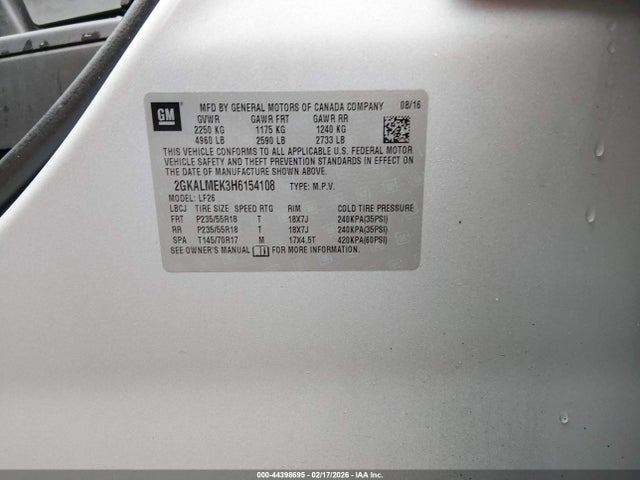 GM
MFD BY GENERAL MOTORS OF CANADA COMPANY 08/16
GVWR GAWR FRT GAWR RR
2250 KG 1175 KG 1240 KG
4960 LB 2590 LB 2733 LB
THIS VEHICLE CONFORMS TO ALL APPLICABLE U.S. FEDERAL MOTOR
VEHICLE SAFETY AND THEFT PREVENTION STANDARDS IN EFFECT ON
THE DATE OF MANUFACTURE SHOWN ABOVE.
2GKALMEK3H6154108 TYPE: M.P.V.
MODEL: LF26
LBCJ TIRE SIZE SPEED RTG RIM COLD TIRE PRESSURE
FRT P235/55R18 T 18X7J 240KPA(35PSI)
RR P235/55R18 T 18X7J 240KPA(35PSI)
SPA T145/70R17 M 17X4.5T 420KPA(60PSI)
SEE OWNER'S MANUAL FOR MORE INFORMATION.
000-44398695 - 02/17/2026 - IAA Inc.